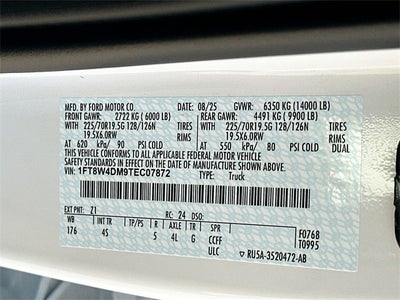 MFD. BY FORD MOTOR CO. 08/25 GVWR: 6350 KG (14000 LB)
FRONT GAWR: 2722 KG (6000 LB) REAR GAWR: 4491 KG (9900 LB)
225/70R19.5G 128/126N TIRES 225/70R19.5G 128/126N TIRES
19.5X6.0RW RIMS 19.5X6.0RW RIMS
AT 620 kPa/ 90 PSI COLD AT 550 kPa/ 80 PSI COLD
THIS VEHICLE CONFORMS TO ALL APPLICABLE FEDERAL MOTOR
VEHICLE SAFETY STANDARDS IN EFFECT ON THE DATE OF
MANUFACTURE SHOWN ABOVE.
VIN: 1FT8W4DM9TEC07872 TYPE: Truck
EXT PNT: Z1 RC: 24 DSO: F0768
WB INT TR TP/PS R AXLE TR SPR T0995
176 4S 5 4L G CCFF
ULC ▽ RU5A-3520472-AB